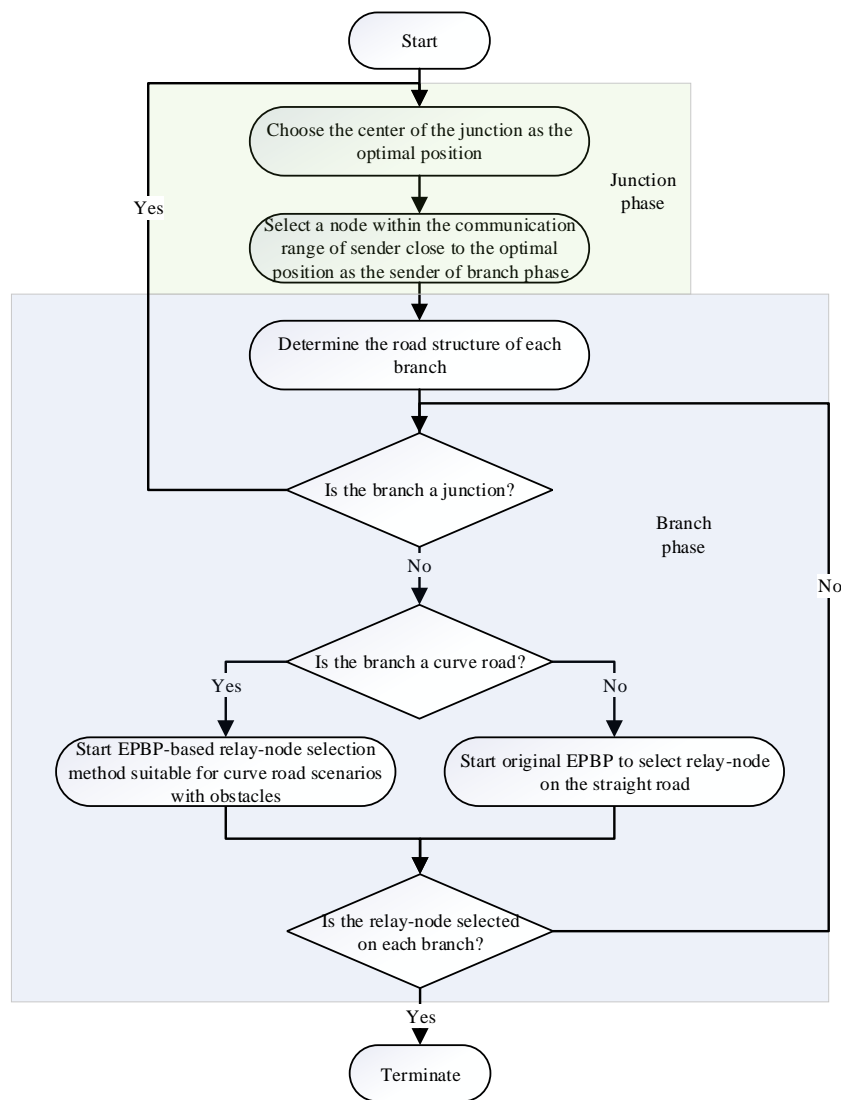 Start
Choose the center of the junction as the
optimal position
Junction
phase
Yes
Select a node within the communication
range of sender close to the optimal
position as the sender of branch phase
Determine the road structure of each
branch
Is the branch a junction?
Branch
phase
No
No
Is the branch a curve road?
Yes
No
Start EPBP-based relay-node selection
method suitable for curve road scenarios
with obstacles
Start original EPBP to select relay-node
on the straight road
Is the relay-node selected
on each branch?
Yes
Terminate